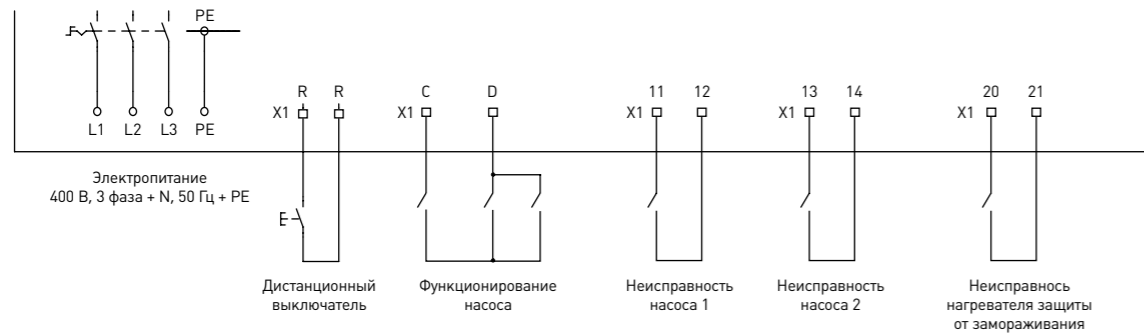 PE
L1 L2 L3 PE
R R C D 11 12 13 14 20 21
X1 X1 X1 X1 X1
Электропитание
400 В, 3 фаза + N, 50 Гц + PE
Дистанционный
выключатель
Функционирование
насоса
Неисправность
насоса 1
Неисправность
насоса 2
Неисправнось
нагревателя защиты
от замораживания